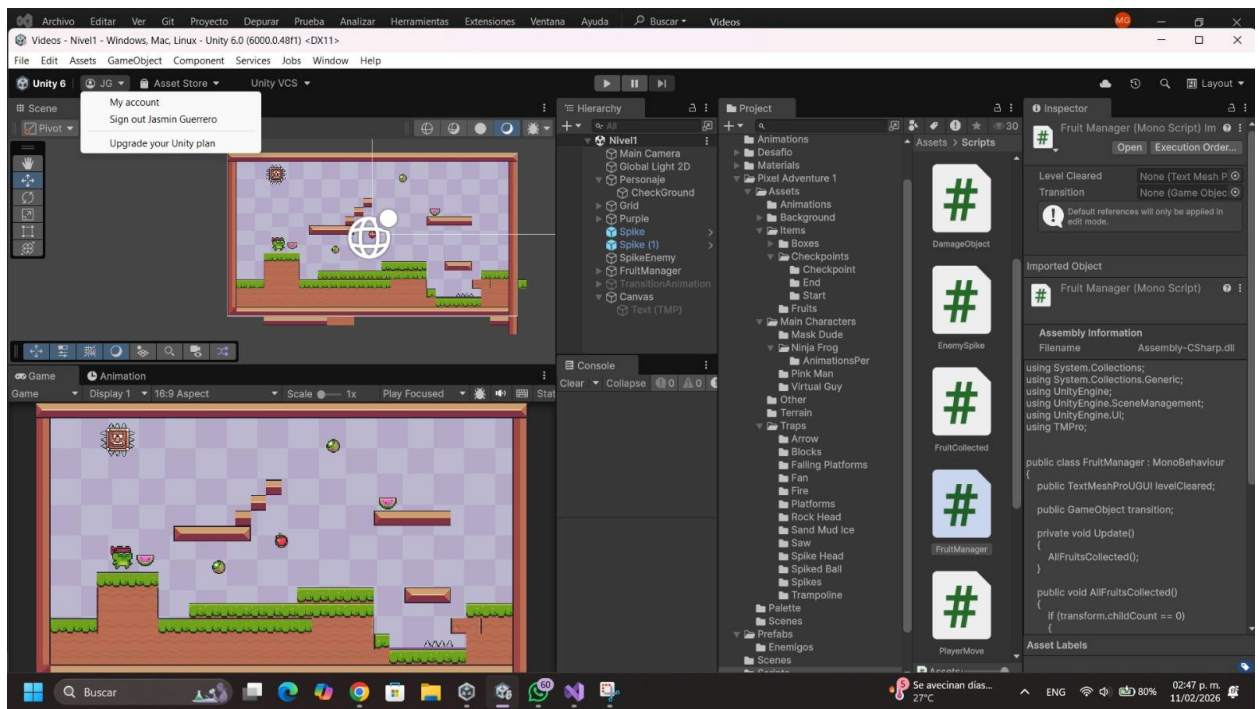 Archivo Editar Ver Git Proyecto Depurar Prueba Analizar Herramientas Extensiones Ventana Ayuda Buscar Videos MG
Videos - Nivel1 - Windows, Mac, Linux - Unity 6.0 (6000.0.48f1) <DX11>
File Edit Assets GameObject Component Services Jobs Window Help
Unity 6 JG Asset Store Unity VCS Layout
My account
Sign out Jasmin Guerrero
Upgrade your Unity plan
Scene
Pivot
Game Animation
Game Display 1 16:9 Aspect Scale 1x Play Focused Stat
Hierarchy
All
Nivel1
Main Camera
Global Light 2D
Personaje
CheckGround
Grid
Purple
Spike
Spike (1)
SpikeEnemy
FruitManager
TransitionAnimation
Canvas
Text (TMP)
Console
Clear Collapse 0 0
Project
30
Animations
Desafio
Materials
Pixel Adventure 1
Assets
Animations
Background
Items
Boxes
Checkpoints
Checkpoint
End
Start
Fruits
Main Characters
Mask Dude
Ninja Frog
AnimationsPer
Pink Man
Virtual Guy
Other
Terrain
Traps
Arrow
Blocks
Falling Platforms
Fan
Fire
Platforms
Rock Head
Sand Mud Ice
Saw
Spike Head
Spiked Ball
Spikes
Trampoline
Palette
Scenes
Prefabs
Enemigos
Scenes
Assets > Scripts
DamageObject
EnemySpike
FruitCollected
FruitManager
PlayerMove
Inspector
Fruit Manager (Mono Script) Im
Open Execution Order...
Level Cleared None (Text Mesh P
Transition None (Game Objec
Default references will only be applied in
edit mode.
Imported Object
Fruit Manager (Mono Script)
Assembly Information
Filename Assembly-CSharp.dll
using System.Collections;
using System.Collections.Generic;
using UnityEngine;
using UnityEngine.SceneManagement;
using UnityEngine.UI;
using TMPro;
public class FruitManager : MonoBehaviour
{
public TextMeshProUGUI levelCleared;
public GameObject transition;
private void Update()
{
AllFruitsCollected();
}
public void AllFruitsCollected()
{
if (transform.childCount == 0)
{
Asset Labels
Buscar
60
5
Se avecinan días...
27°C
ENG
80%
02:47 p. m.
11/02/2026